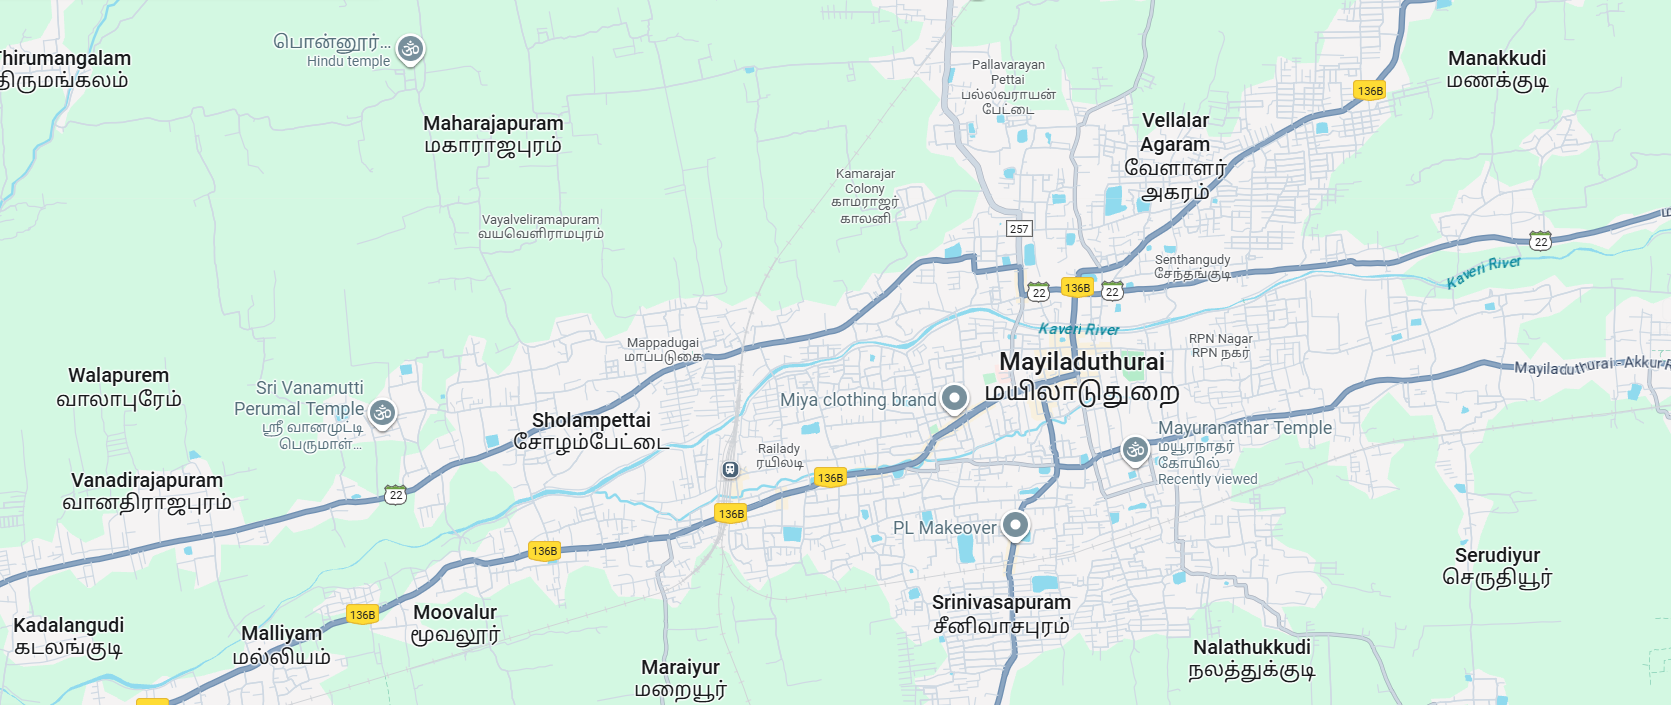 Thirumangalam
திருமங்கலம்
பொன்னூர்...
Hindu temple
Maharajapuram
மகாராஜபுரம்
Pallavarayan
Pettai
பல்லவராயன்
பேட்டை
Manakkudi
மணக்குடி
136B
Vellalar
Agaram
வேளாளர்
அகரம்
Kamarajar
Colony
காமராஜர்
காலனி
Vayalveliramapuram
வயவெளிராமபுரம்
257
22
Senthangudy
சேந்தங்குடி
Kaveri River
22
136B
22
Kaveri River
Mappadugai
மாப்படுகை
RPN Nagar
RPN நகர்
Mayiladuthurai
மயிலாடுதுறை
Mayiladuthurai - Akkur R
Walapurem
வாலாபுரேம்
Sri Vanamutti
Perumal Temple
ஸ்ரீ வானமுட்டி
பெருமாள்...
Miya clothing brand
Sholampettai
சோழம்பேட்டை
Mayuranathar Temple
மயூரநாதர்
கோயில்
Recently viewed
Railady
ரயிலடி
Vanadirajapuram
வானதிராஜபுரம்
22
136B
136B
PL Makeover
136B
Serudiyur
செருதியூர்
Kadalangudi
கடலங்குடி
136B
Moovalur
மூவலூர்
Malliyam
மல்லியம்
Srinivasapuram
சீனிவாசபுரம்
Maraiyur
மறையூர்
Nalathukkudi
நலத்துக்குடி